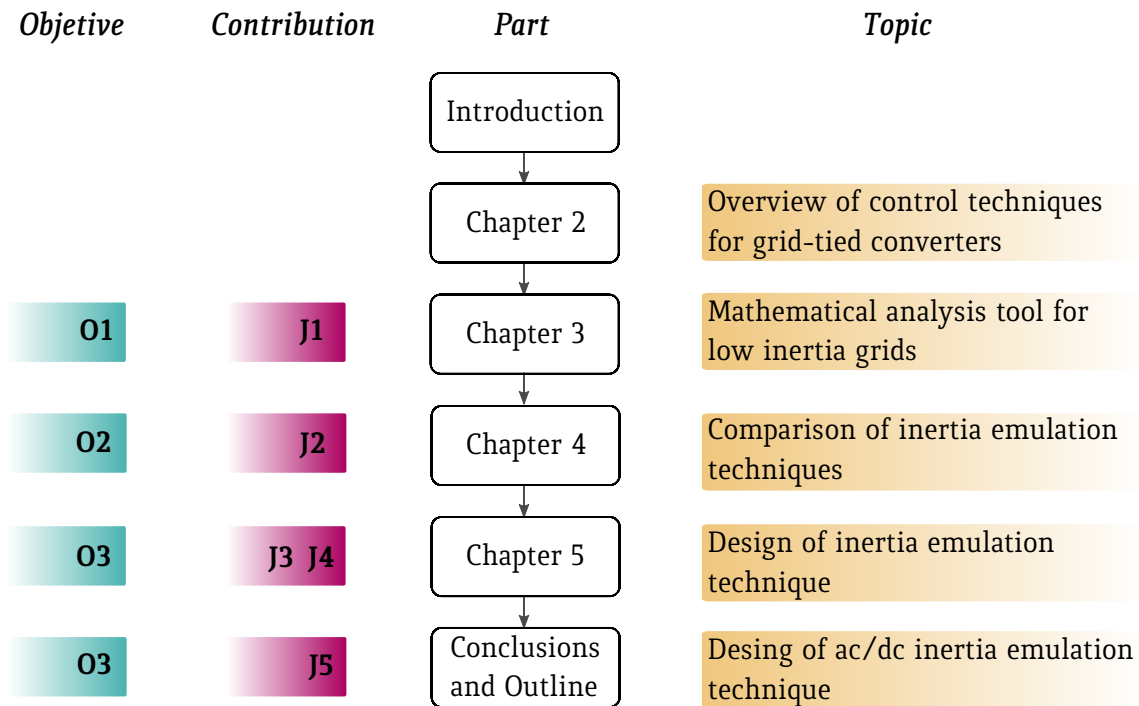 Objetive Contribution Part Topic
Introduction
Chapter 2
Overview of control techniques
for grid-tied converters
O1 J1 Chapter 3
Mathematical analysis tool for
low inertia grids
O2 J2 Chapter 4
Comparison of inertia emulation
techniques
O3 J3 J4 Chapter 5
Design of inertia emulation
technique
O3 J5
Conclusions
and Outline
Desing of ac/dc inertia emulation
technique